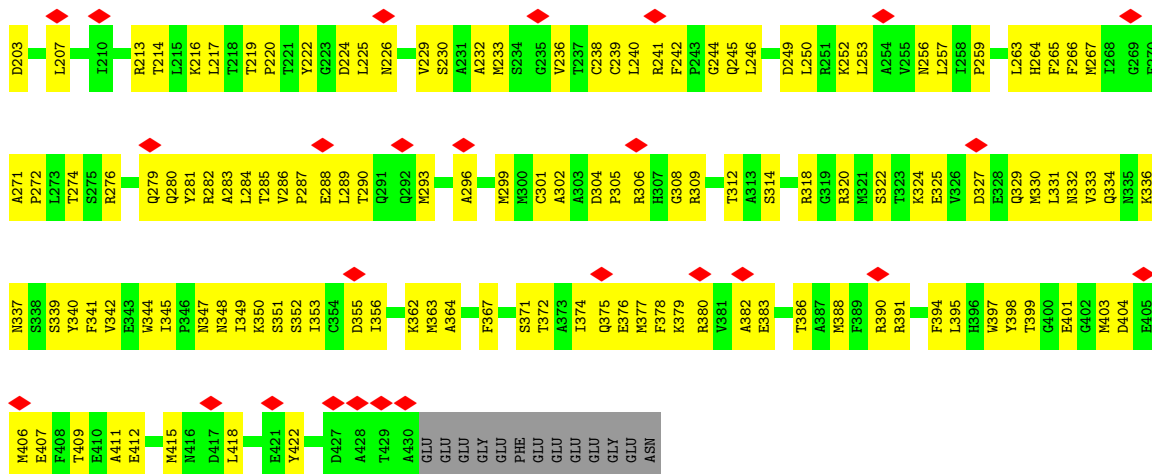 D203 L207 I210 R213 T214 L215 K216 L217 T218 T219 P220 T221 Y222 G223 D224 L225 N226 V229 S230 A231 A232 M233 S234 G235 V236 T237 C238 C239 L240 R241 F242 P243 G244 Q245 L246 D249 L250 R251 K252 L253 A254 V255 N256 L257 I258 P259 L263 H264 F265 F266 M267 I268 G269 F270
A271 P272 L273 T274 S275 R276 Q279 Q280 Y281 R282 A283 L284 T285 V286 P287 E288 L289 T290 Q291 Q292 M293 A296 M299 M300 C301 A302 A303 D304 P305 R306 H307 G308 R309 T312 A313 S314 R318 G319 R320 M321 S322 T323 K324 E325 V326 D327 E328 Q329 M330 L331 N332 V333 Q334 N335 K336
N337 S338 S339 Y340 F341 V342 E343 W344 I345 P346 N347 N348 I349 K350 S351 S352 I353 C354 D355 I356 K362 M363 A364 F367 S371 T372 A373 I374 Q375 E376 M377 F378 K379 R380 V381 A382 E383 T386 A387 M388 F389 R390 R391 F394 L395 H396 W397 Y398 T399 G400 E401 G402 M403 D404 E405
M406 E407 F408 T409 E410 A411 E412 M415 N416 D417 L418 E421 Y422 D427 A428 T429 A430 GLU GLU GLU GLY GLU PHE GLU GLU GLU GLU GLY GLU ASN